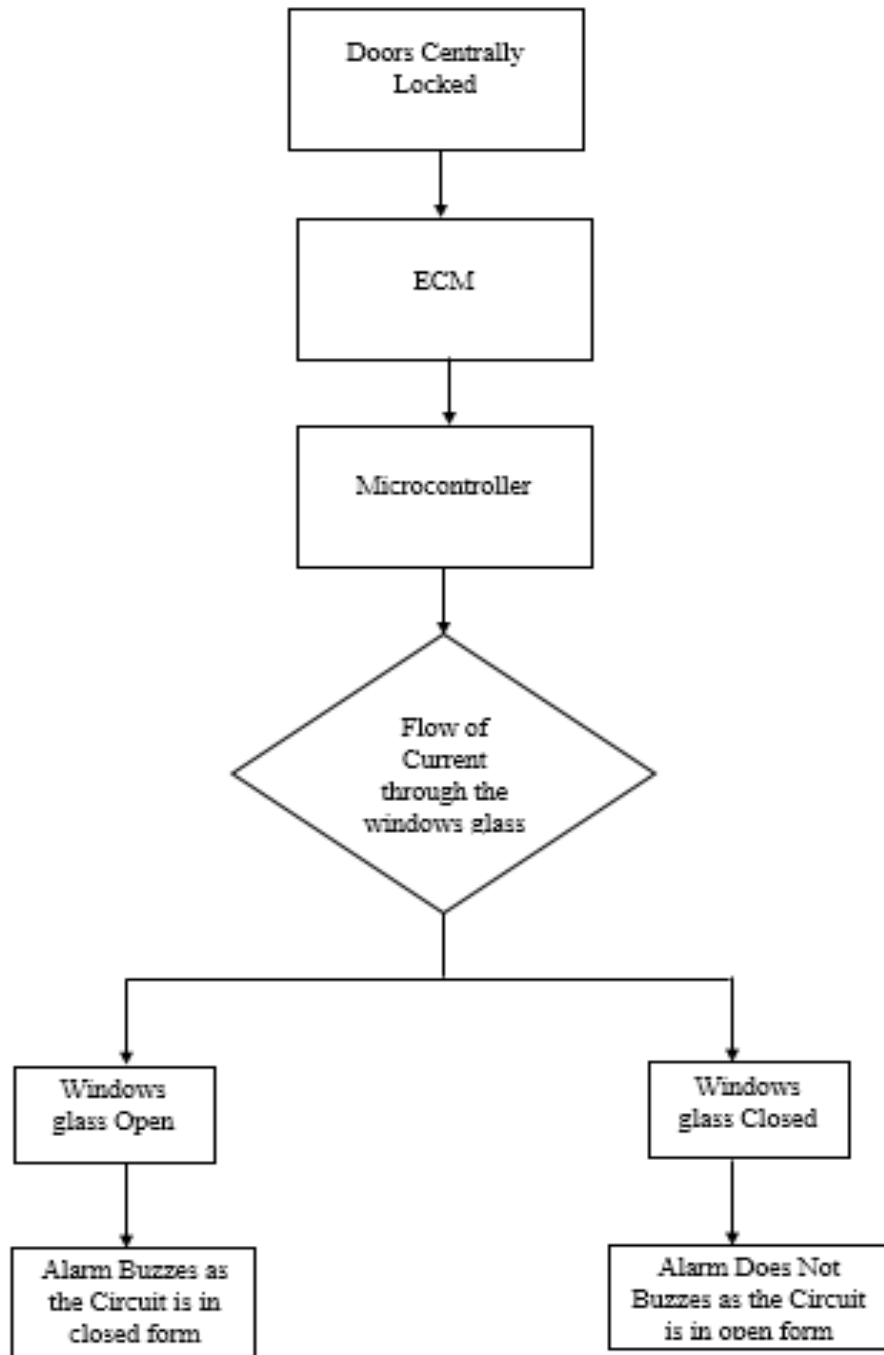 Doors Centrally
Locked
ECM
Microcontroller
Flow of
Current
through the
windows glass
Windows
glass Open
Windows
glass Closed
Alarm Buzzes as
the Circuit is in
closed form
Alarm Does Not
Buzzes as the Circuit
is in open form